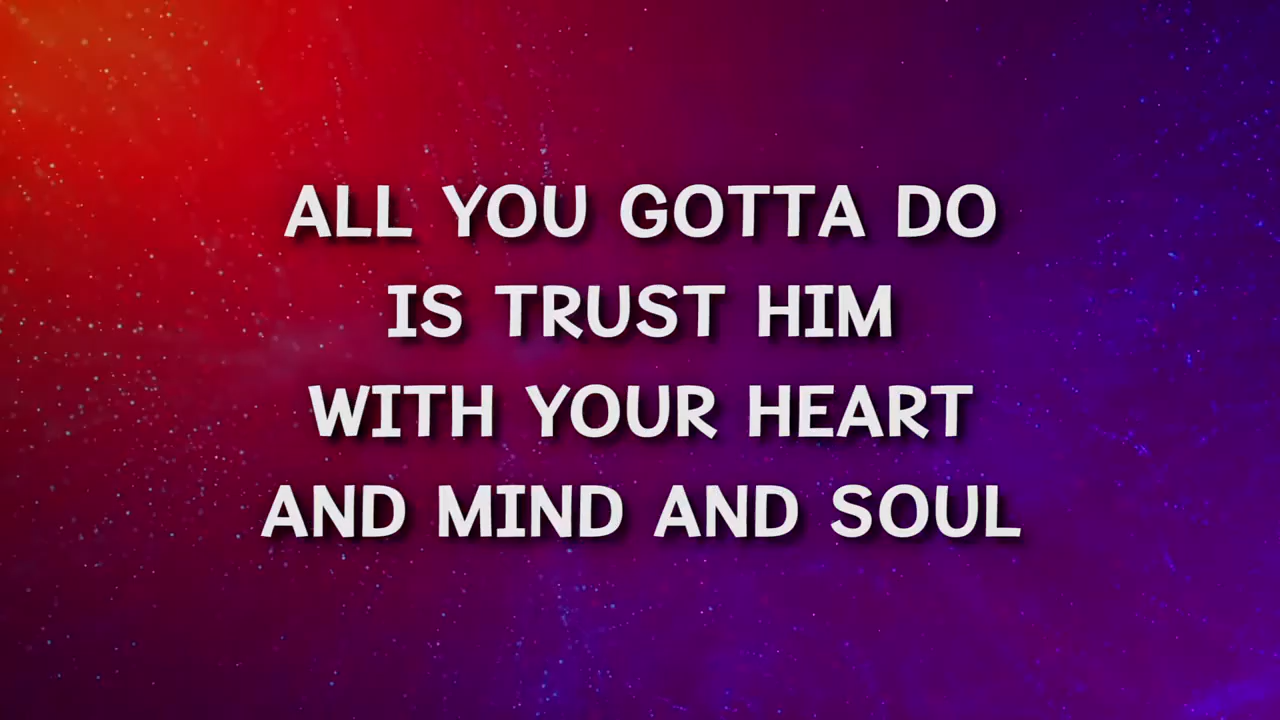 ALL YOU GOTTA DO
IS TRUST HIM
WITH YOUR HEART
AND MIND AND SOUL